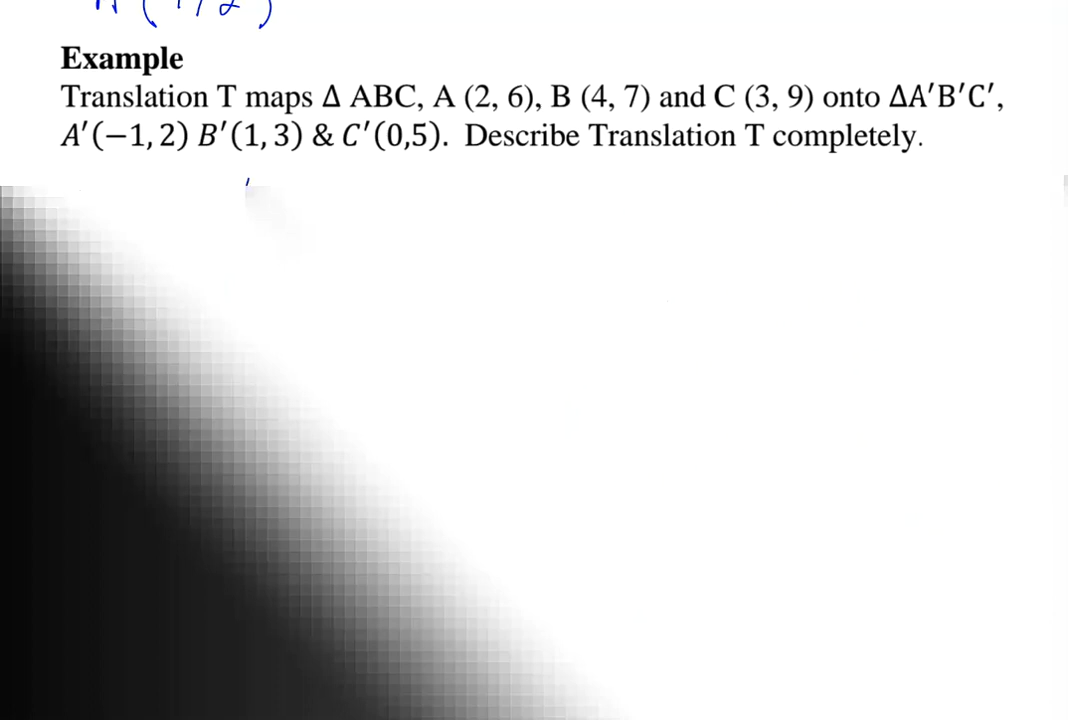 Example
Translation T maps Δ ABC, A (2, 6), B (4, 7) and C (3, 9) onto ΔA′B′C′,
A′(−1, 2) B′(1, 3) & C′(0,5).  Describe Translation T completely.